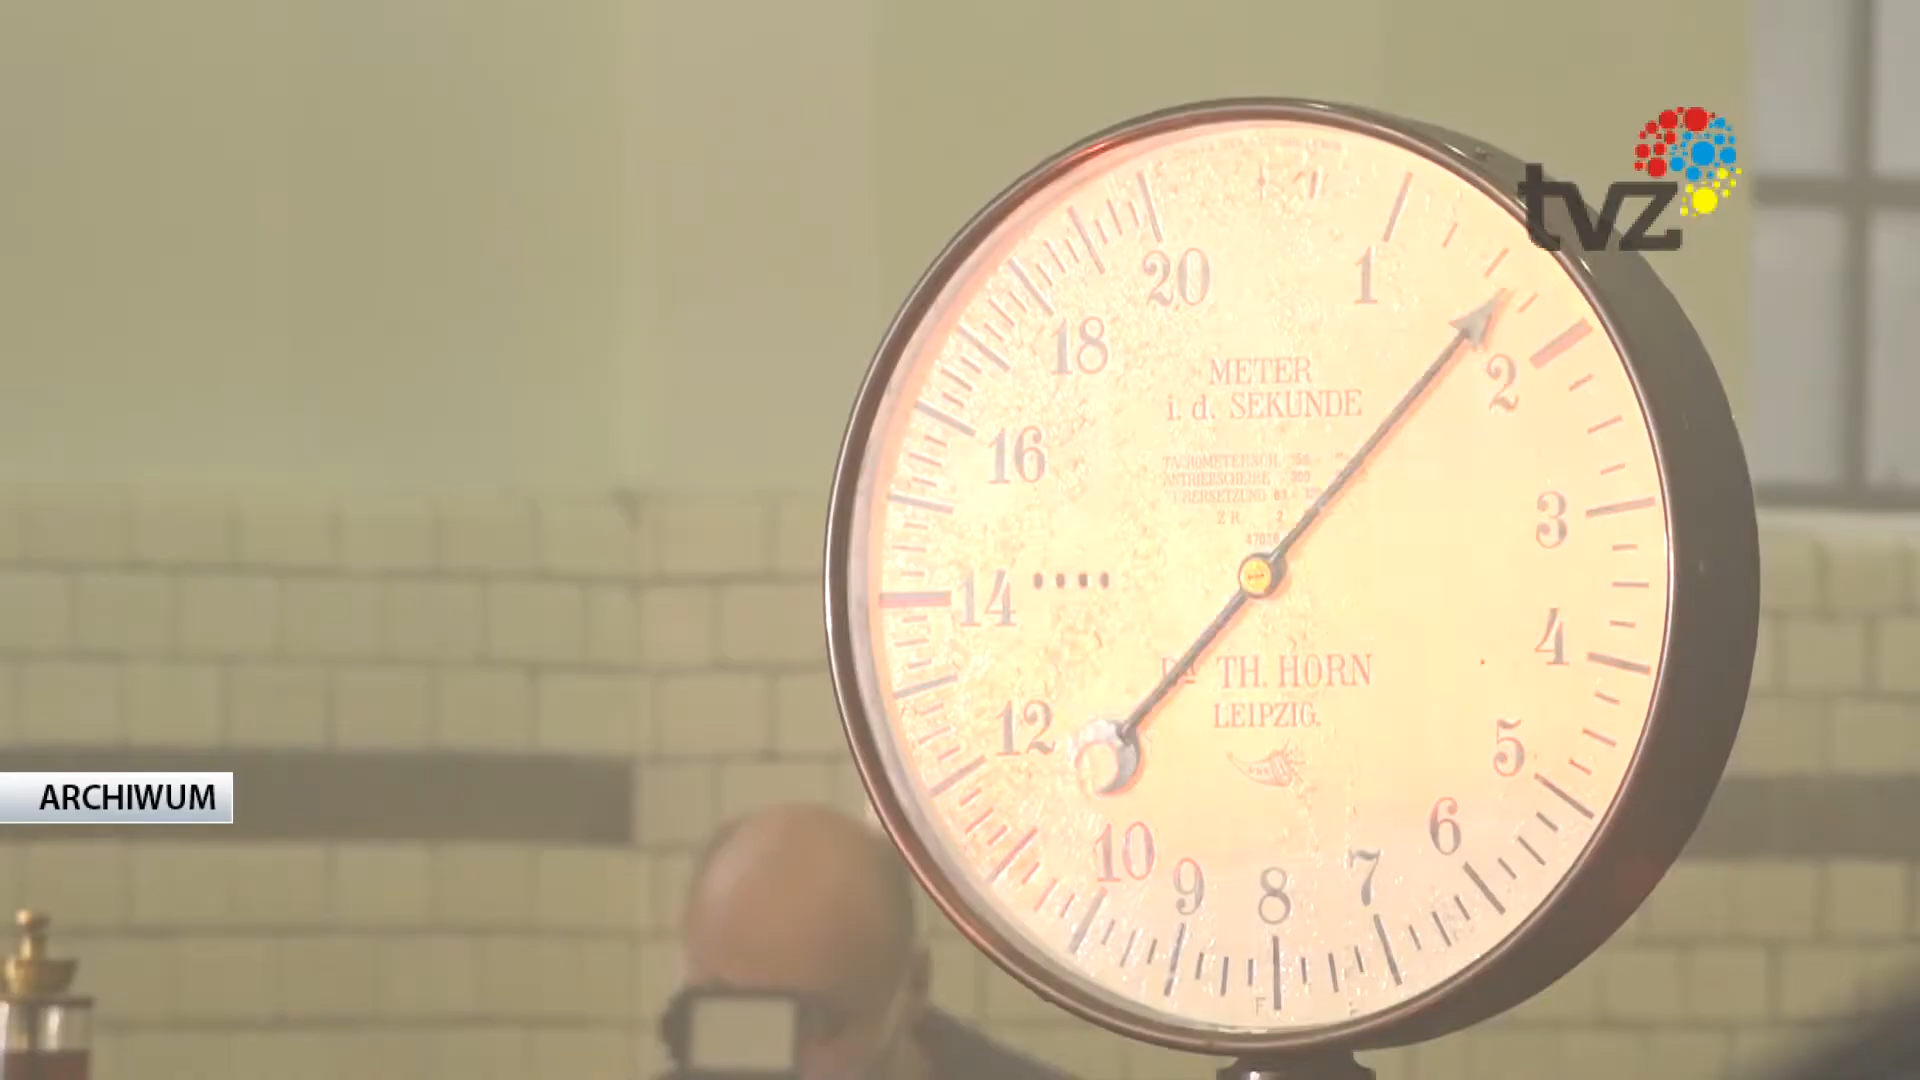 tvz
20
1
18
2
METER
i. d. SEKUNDE
16
3
14
4
DR TH. HORN
LEIPZIG.
12
5
10
9
8
7
6
F
ARCHIWUM